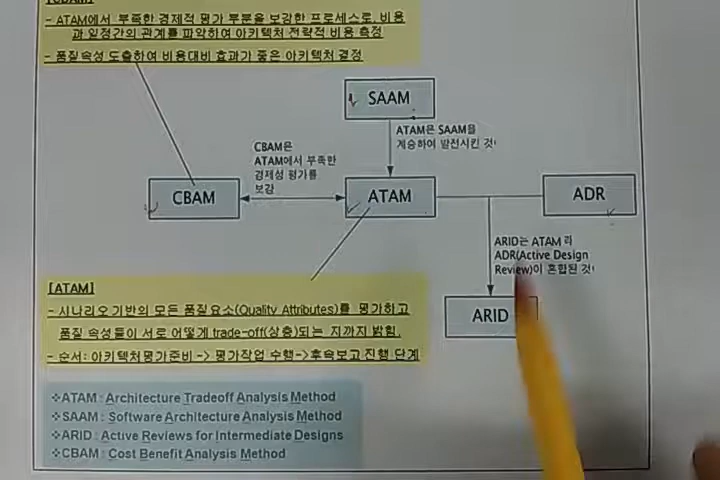 [CBAM]
- ATAM에서 부족한 경제적 평가 부분을 보강한 프로세스로, 비용
과 일정간의 관계를 파악하여 아키텍처 전략적 비용 측정
- 품질속성 도출하여 비용대비 효과가 좋은 아키텍처 결정
SAAM
ATAM은 SAAM을
계승하여 발전시킨 것!
CBAM은
ATAM에서 부족한
경제성 평가를
보강
CBAM
ATAM
ADR
ARID는 ATAM 과
ADR(Active Design
Review)이 혼합된 것!
ARID
[ATAM]
- 시나리오 기반의 모든 품질요소(Quality Attributes)를 평가하고
품질 속성들이 서로 어떻게 trade-off(상충)되는 지까지 밝힘.
- 순서: 아키텍처평가준비 -> 평가작업 수행->후속보고 진행 단계
❖ATAM : Architecture Tradeoff Analysis Method
❖SAAM : Software Architecture Analysis Method
❖ARID : Active Reviews for Intermediate Designs
❖CBAM : Cost Benefit Analysis Method